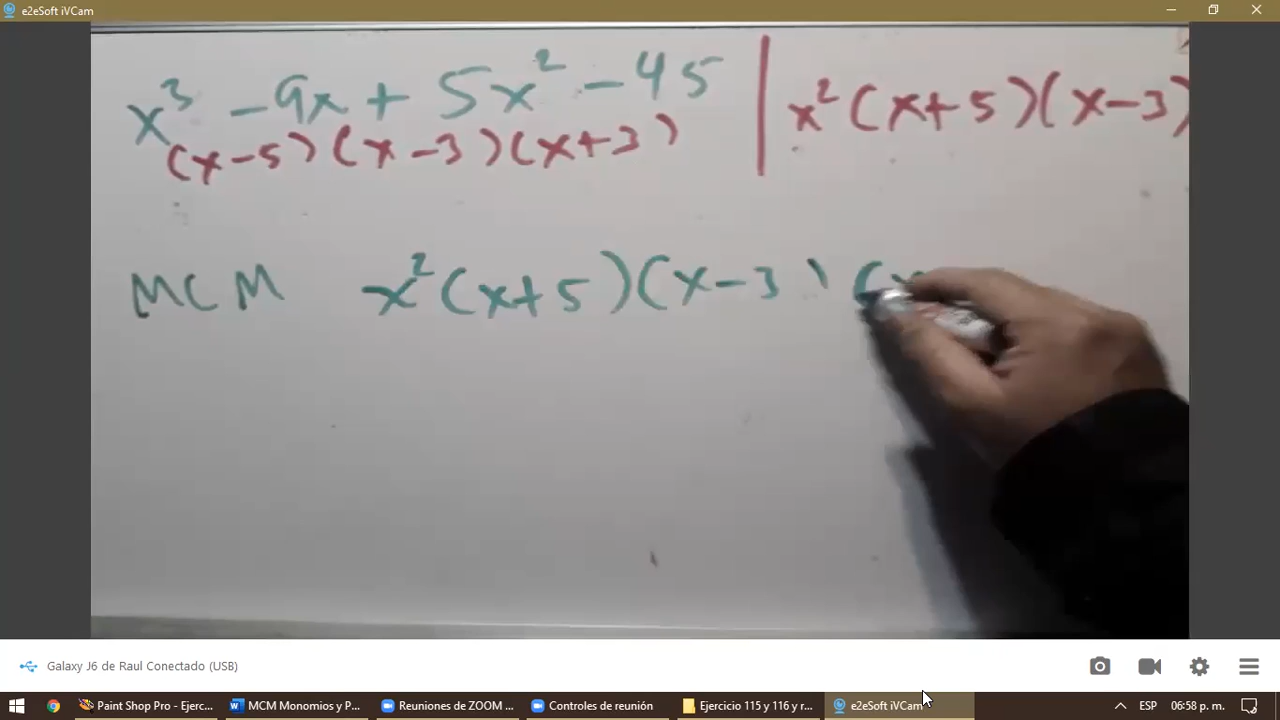 e2eSoft iVCam
x³ - 9x + 5x² - 45 | x²(x+5)(x-3)
(x-5)(x-3)(x+3)
MCM x²(x+5)(x-3)(x
Galaxy J6 de Raul Conectado (USB)
Paint Shop Pro - Ejerc... MCM Monomios y P... Reuniones de ZOOM ... Controles de reunión Ejercicio 115 y 116 y r... e2eSoft iVCam ESP 06:58 p. m.